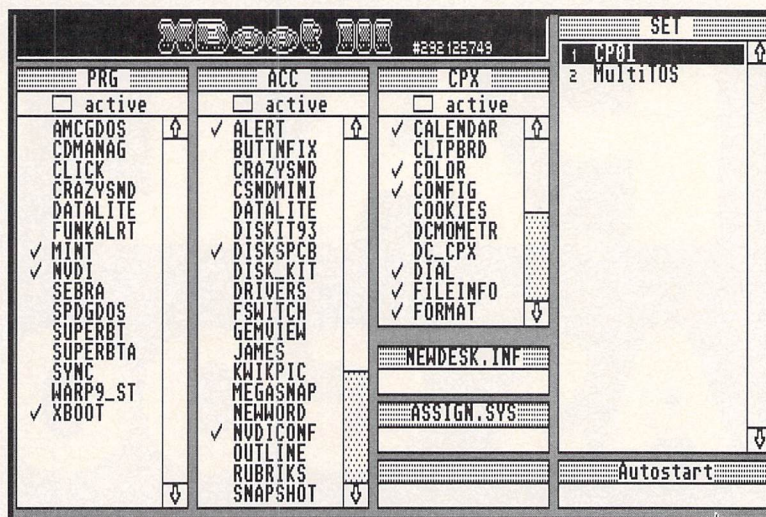 XBoot III #292125749
PRG
active
AMCGDOS
CDMANAG
CLICK
CRAZYSND
DATALITE
FUNKALRT
✓ MINT
✓ NVDI
SEBRA
SPDGDOS
SUPERBT
SUPERBTA
SYNC
WARP9_ST
✓ XBOOT
ACC
active
✓ ALERT
BUTTNFIX
CRAZYSND
CSNDMINI
DATALITE
DISKIT93
✓ DISKSPCB
DISK_KIT
DRIVERS
FSWITCH
GEMVIEW
JAMES
KWIKPIC
MEGASNAP
NEWWORD
✓ NVDICONF
OUTLINE
RUBRIKS
SNAPSHOT
CPX
active
✓ CALENDAR
CLIPBRD
✓ COLOR
✓ CONFIG
COOKIES
DCMOMETR
DC_CPX
✓ DIAL
✓ FILEINFO
✓ FORMAT
NEWDESK.INF
ASSIGN.SYS
SET
1 CP01
2 MultiTOS
Autostart